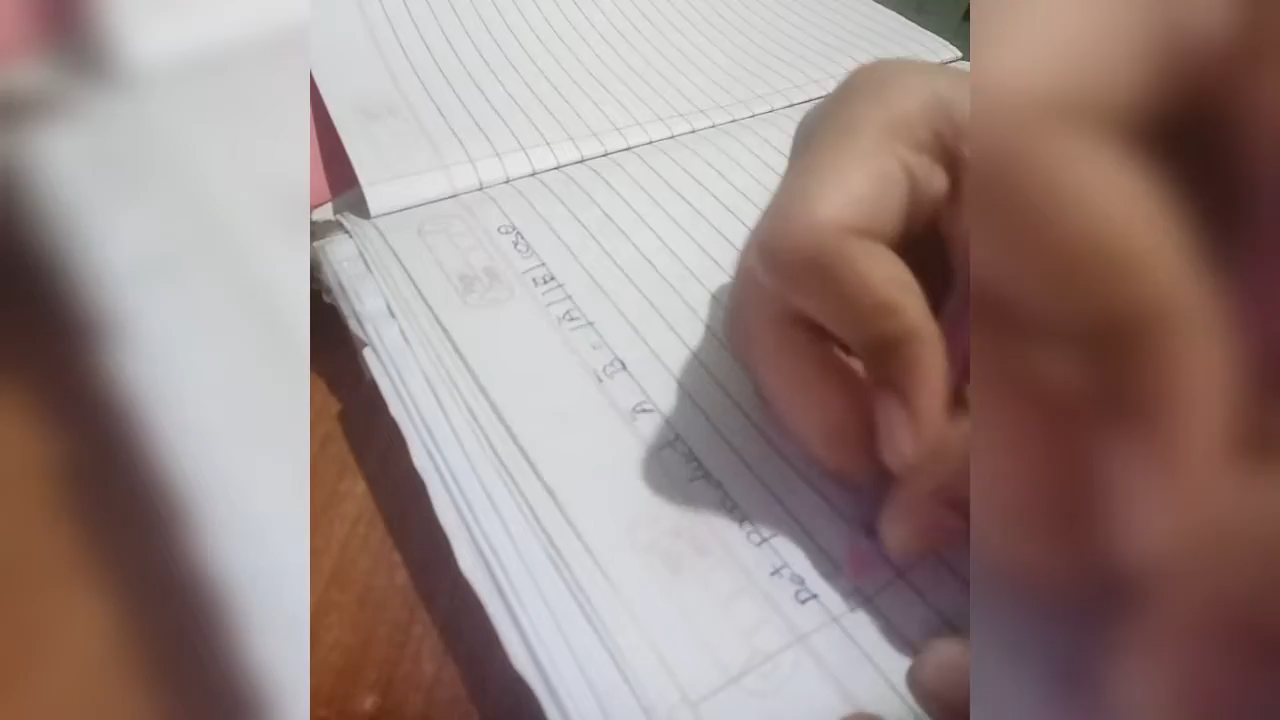 Dot Product A⃗ B⃗ = |A⃗||B⃗|cosθ